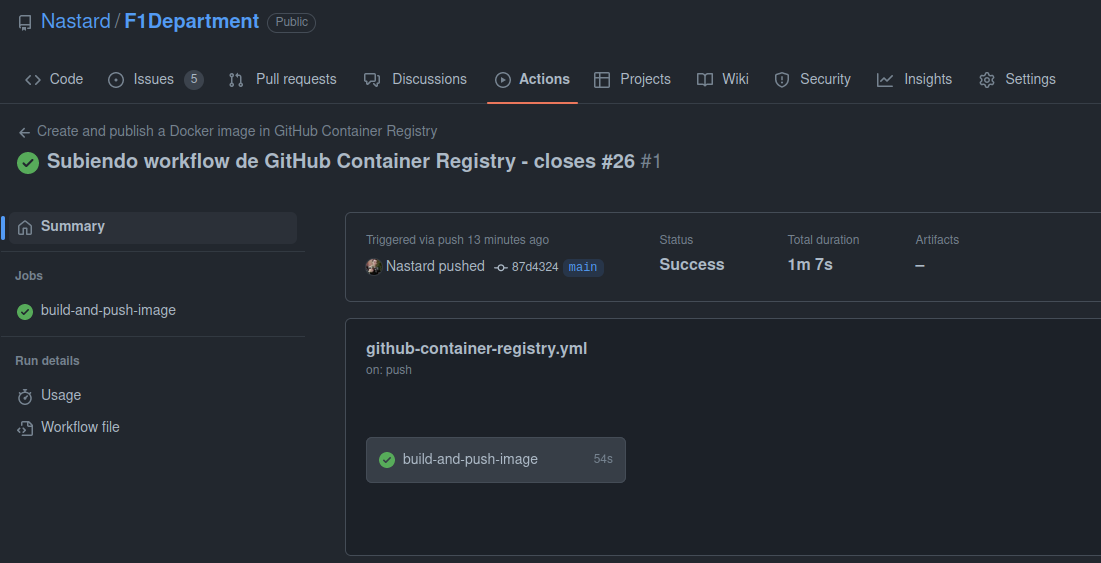 Nastard / F1Department Public
Code Issues 5 Pull requests Discussions Actions Projects Wiki Security Insights Settings
← Create and publish a Docker image in GitHub Container Registry
Subiendo workflow de GitHub Container Registry - closes #26 #1
Summary
Jobs
build-and-push-image
Run details
Usage
Workflow file
Triggered via push 13 minutes ago
Nastard pushed 87d4324 main
Status
Success
Total duration
1m 7s
Artifacts
–
github-container-registry.yml
on: push
build-and-push-image 54s